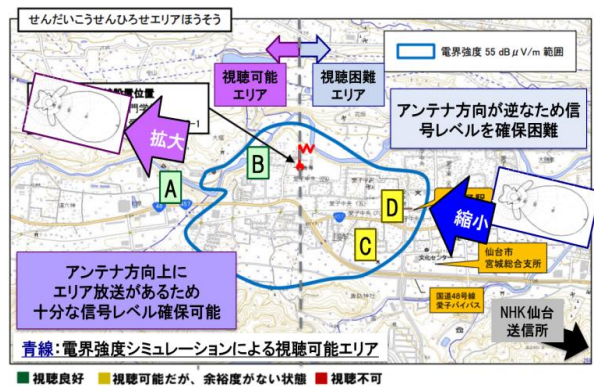 せんだいこうせんひろせエリアほうそう
電界強度 55 dBμV/m 範囲
視聴可能
エリア
視聴困難
エリア
置位置
門学
-1
アンテナ方向が逆なため信
号レベルを確保困難
拡大
B
A
D
縮小
C
48
457
仙台市
宮城総合支所
アンテナ方向上に
エリア放送があるため
十分な信号レベル確保可能
国道48号線
愛子バイパス
NHK仙台
送信所
青線:電界強度シミュレーションによる視聴可能エリア
視聴良好
視聴可能だが、余裕度がない状態
視聴不可